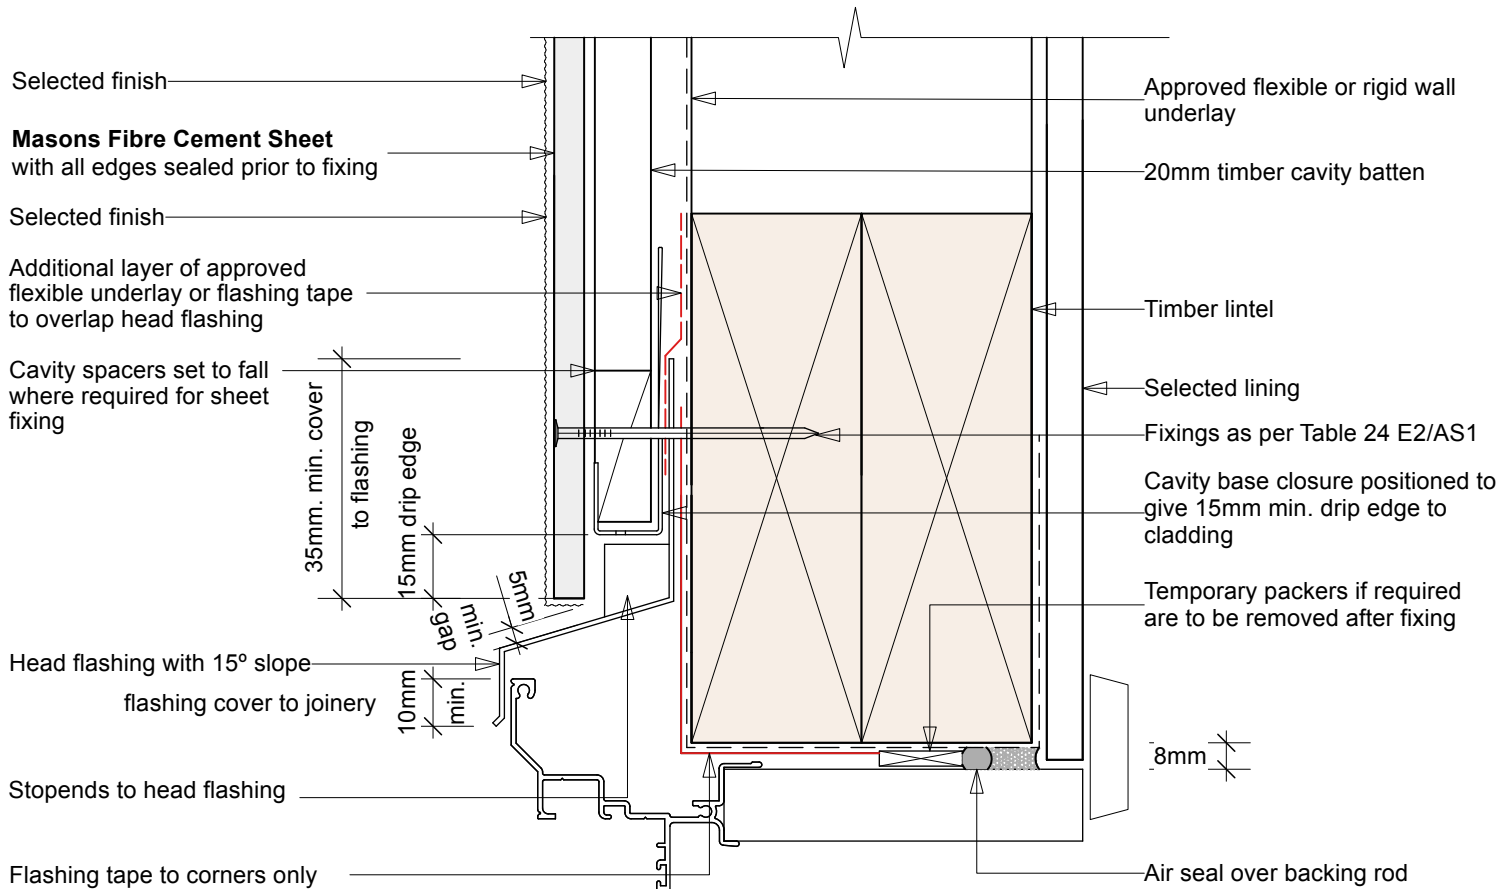 Selected finish
Masons Fibre Cement Sheet
with all edges sealed prior to fixing
Selected finish
Additional layer of approved
flexible underlay or flashing tape
to overlap head flashing
Cavity spacers set to fall
where required for sheet
fixing
35mm. min. cover
to flashing
15mm drip edge
5mm
min.
gap
Head flashing with 15º slope
flashing cover to joinery
10mm
min.
Stopends to head flashing
Flashing tape to corners only
Approved flexible or rigid wall
underlay
20mm timber cavity batten
Timber lintel
Selected lining
Fixings as per Table 24 E2/AS1
Cavity base closure positioned to
give 15mm min. drip edge to
cladding
Temporary packers if required
are to be removed after fixing
8mm
Air seal over backing rod